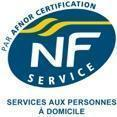 PAR AFNOR CERTIFICATION
NF
SERVICE
SERVICES AUX PERSONNES
À DOMICILE